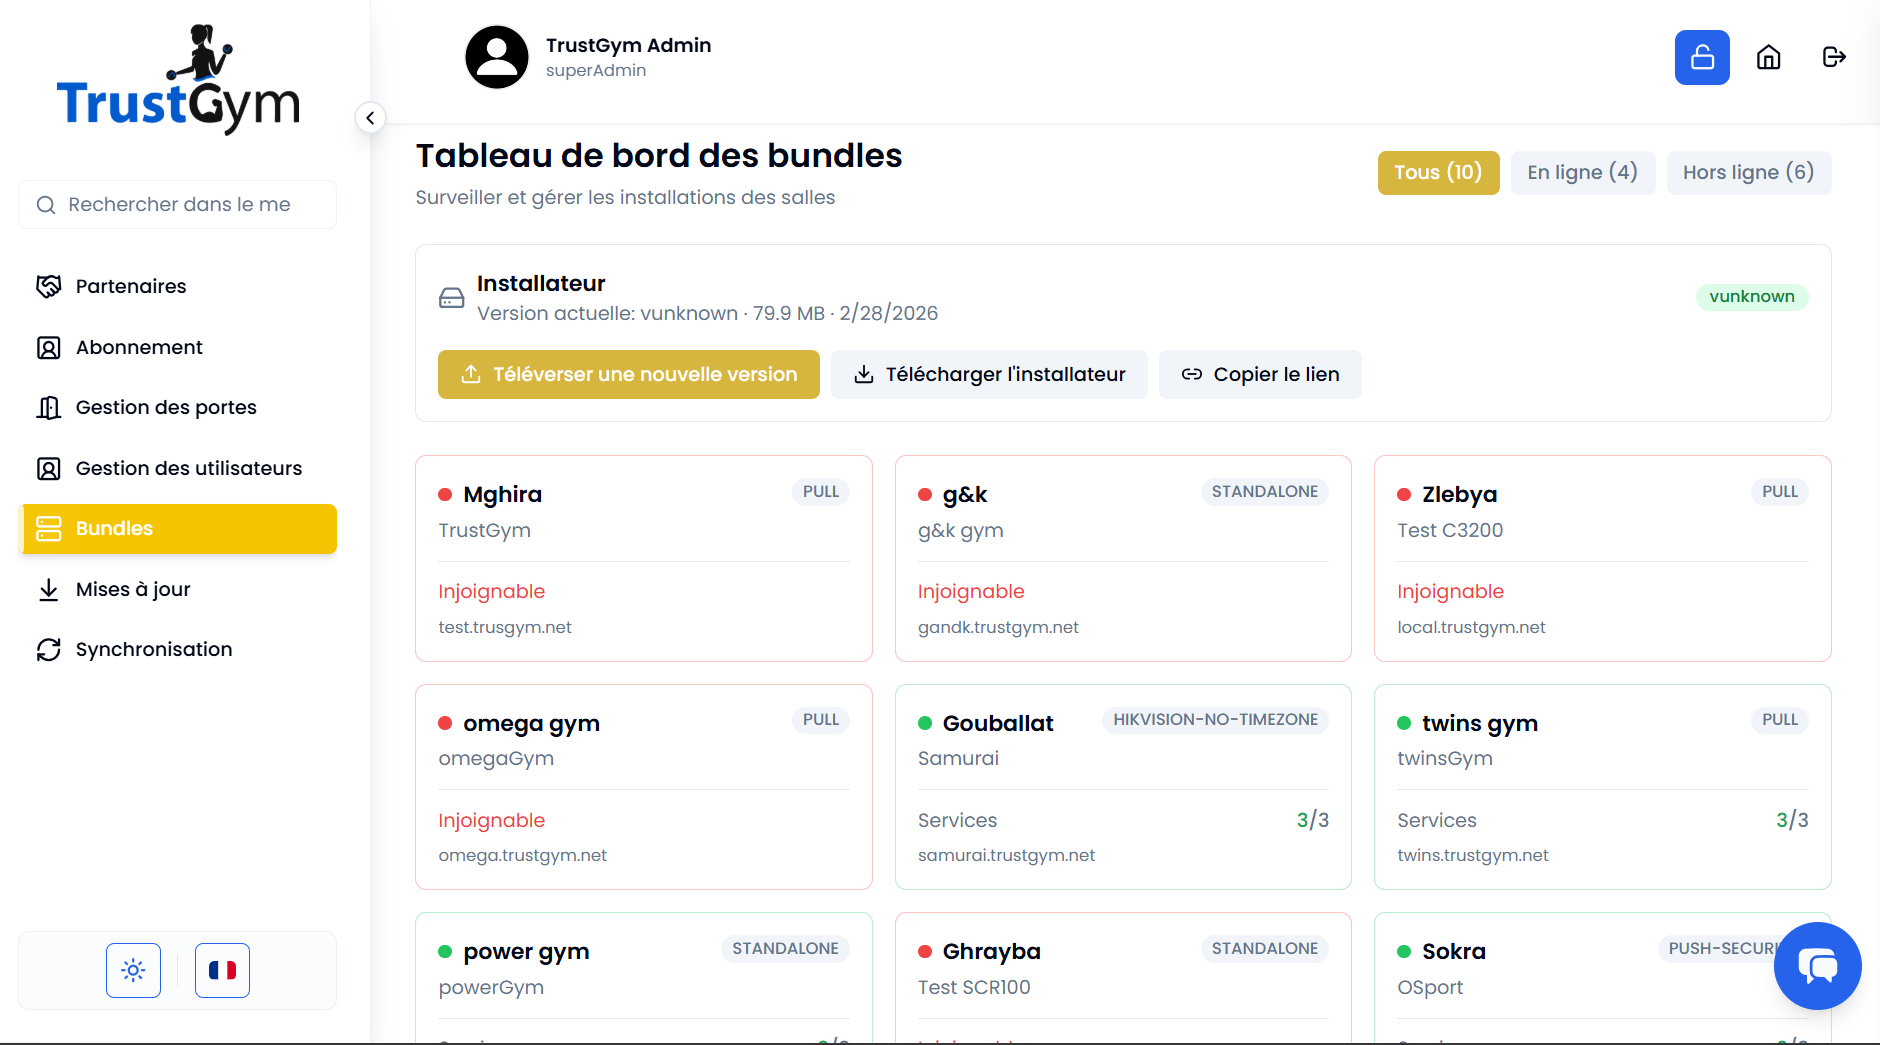 TrustGym
TrustGym Admin
superAdmin
Rechercher dans le me
Partenaires
Abonnement
Gestion des portes
Gestion des utilisateurs
Bundles
Mises à jour
Synchronisation
Tableau de bord des bundles
Surveiller et gérer les installations des salles
Tous (10)
En ligne (4)
Hors ligne (6)
Installateur
Version actuelle: vunknown · 79.9 MB · 2/28/2026
vunknown
Téléverser une nouvelle version
Télécharger l'installateur
Copier le lien
Mghira
PULL
TrustGym
Injoignable
test.trusgym.net
g&k
STANDALONE
g&k gym
Injoignable
gandk.trustgym.net
Zlebya
PULL
Test C3200
Injoignable
local.trustgym.net
omega gym
PULL
omegaGym
Injoignable
omega.trustgym.net
Gouballat
HIKVISION-NO-TIMEZONE
Samurai
Services 3/3
samurai.trustgym.net
twins gym
PULL
twinsGym
Services 3/3
twins.trustgym.net
power gym
STANDALONE
powerGym
Ghrayba
STANDALONE
Test SCR100
Sokra
OSport